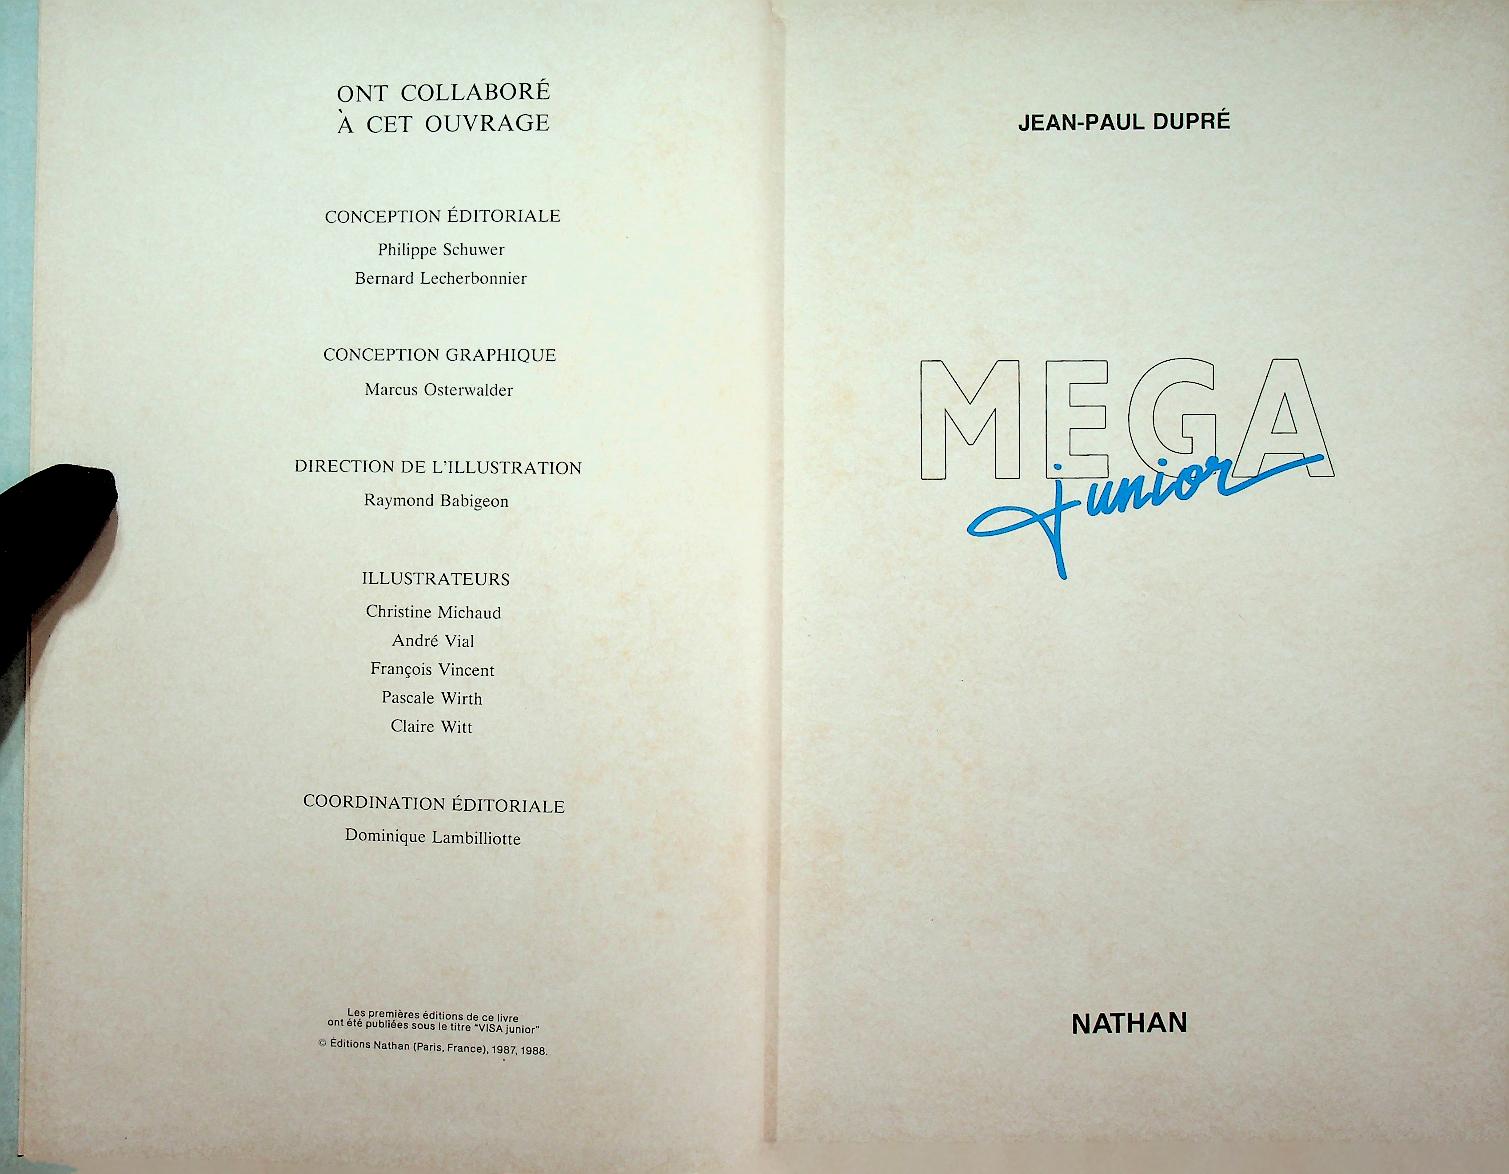 ONT COLLABORÉ
À CET OUVRAGE
CONCEPTION ÉDITORIALE
Philippe Schuwer
Bernard Lecherbonnier
CONCEPTION GRAPHIQUE
Marcus Osterwalder
DIRECTION DE L'ILLUSTRATION
Raymond Babigeon
ILLUSTRATEURS
Christine Michaud
André Vial
François Vincent
Pascale Wirth
Claire Witt
COORDINATION ÉDITORIALE
Dominique Lambilliotte
Les premières éditions de ce livre
ont été publiées sous le titre "VISA junior"
© Éditions Nathan (Paris, France), 1987, 1988.
JEAN-PAUL DUPRÉ
MEGA
junior
NATHAN